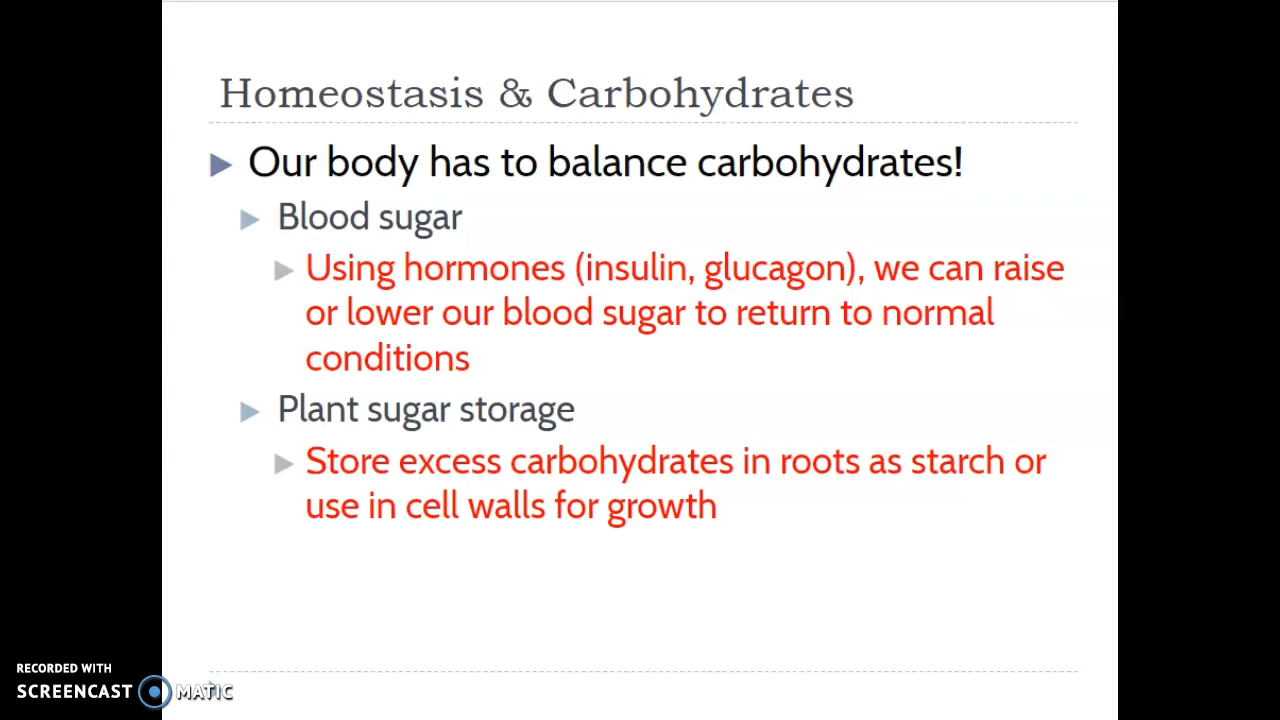 Homeostasis & Carbohydrates
Our body has to balance carbohydrates!
Blood sugar
Using hormones (insulin, glucagon), we can raise
or lower our blood sugar to return to normal
conditions
Plant sugar storage
Store excess carbohydrates in roots as starch or
use in cell walls for growth
RECORDED WITH
SCREENCAST MATIC